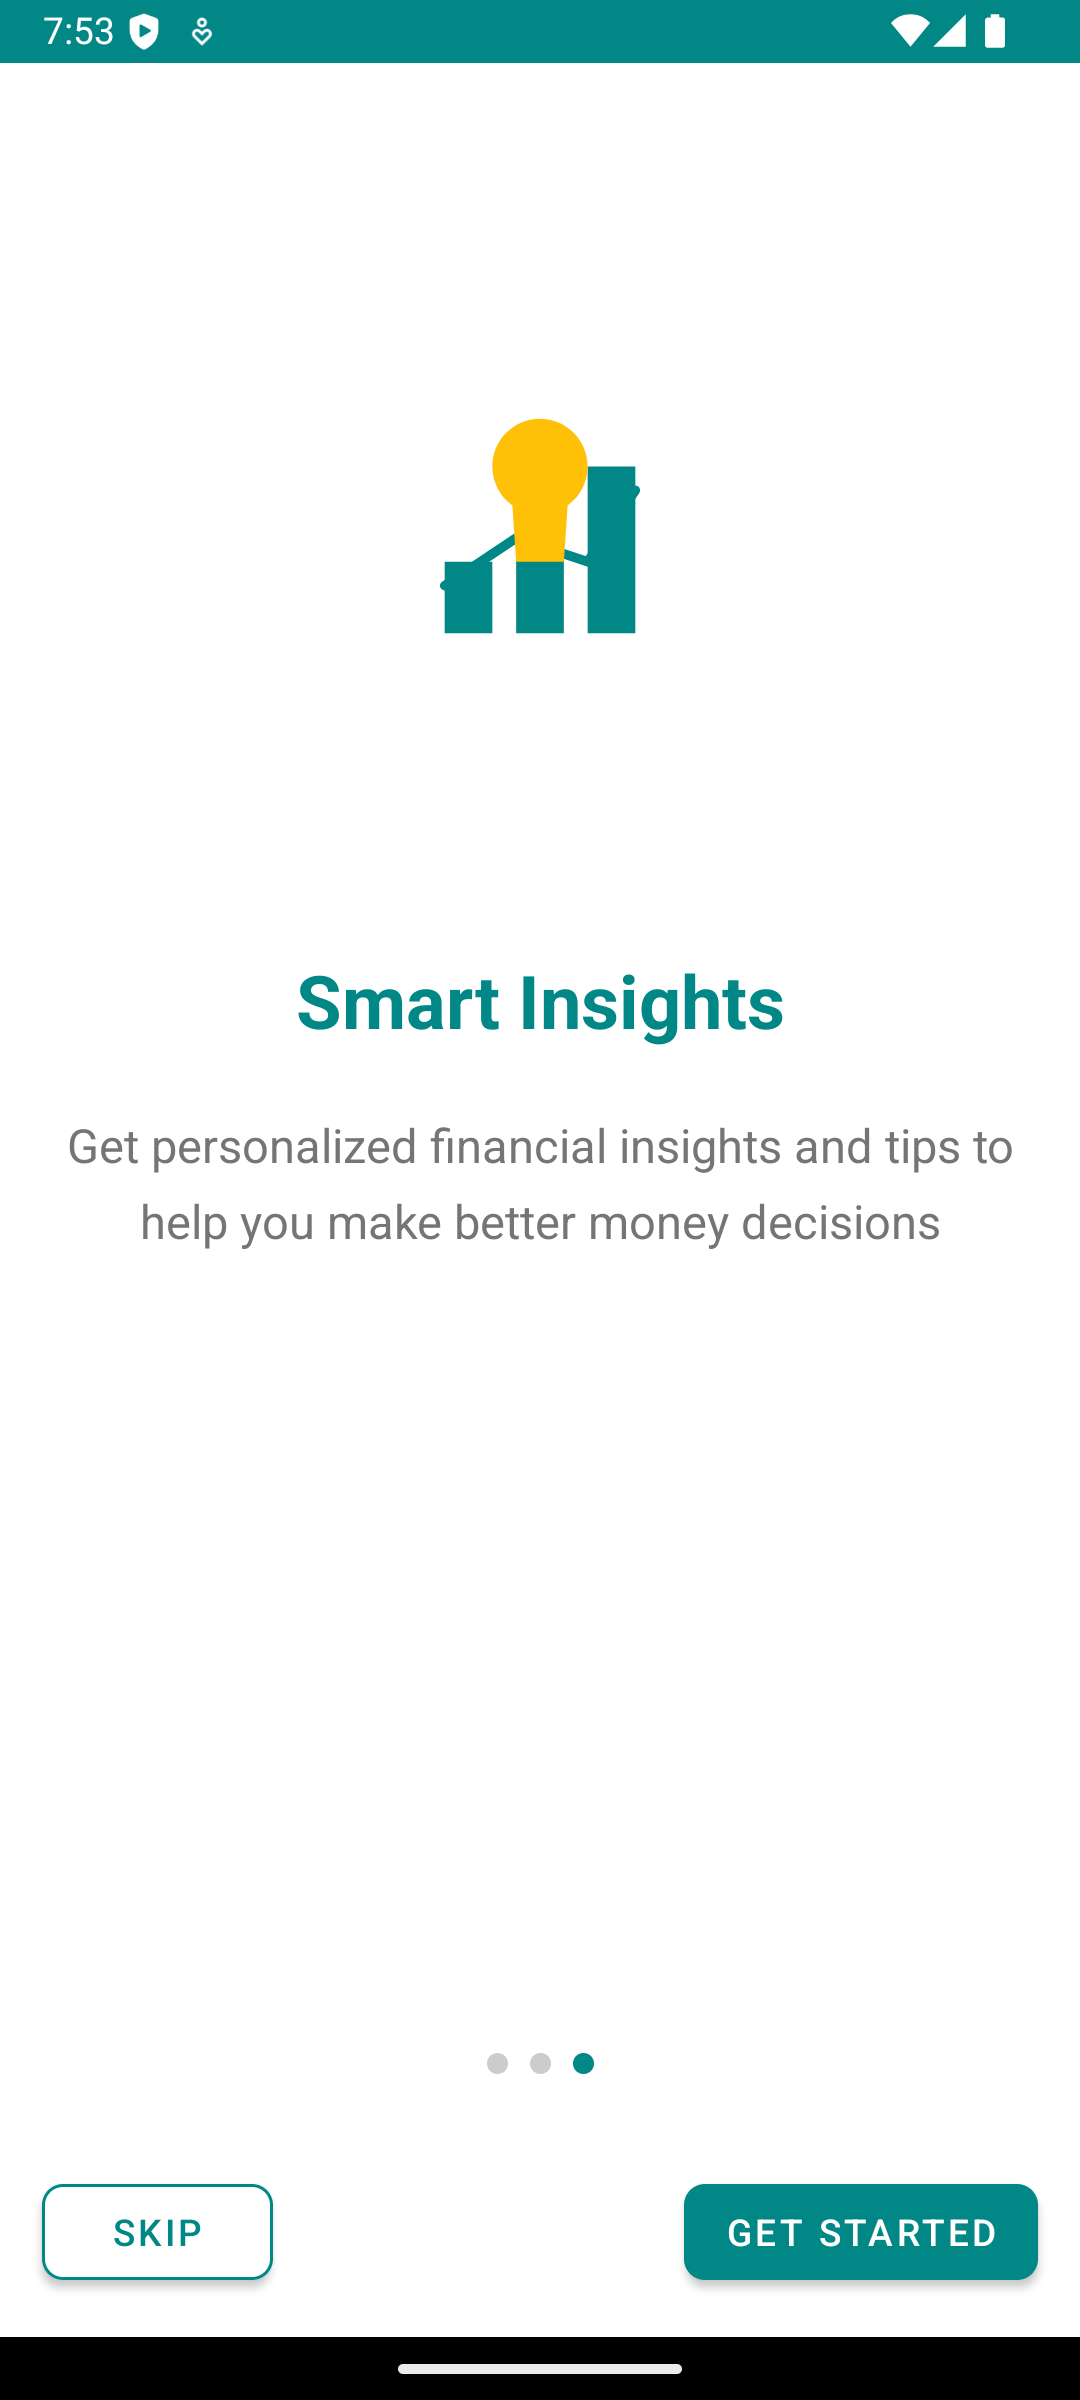 7:53
Smart Insights
Get personalized financial insights and tips to
help you make better money decisions
SKIP
GET STARTED